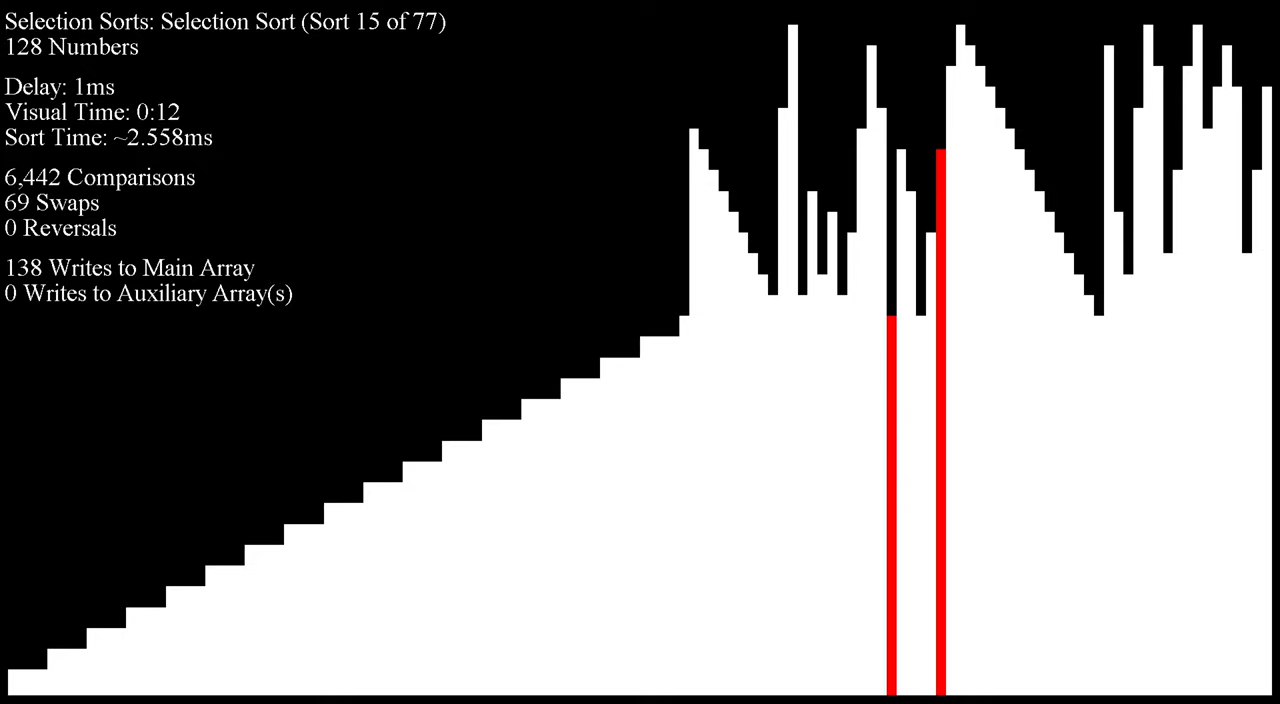 Selection Sorts: Selection Sort (Sort 15 of 77)
128 Numbers
Delay: 1ms
Visual Time: 0:12
Sort Time: ~2.558ms
6,442 Comparisons
69 Swaps
0 Reversals
138 Writes to Main Array
0 Writes to Auxiliary Array(s)